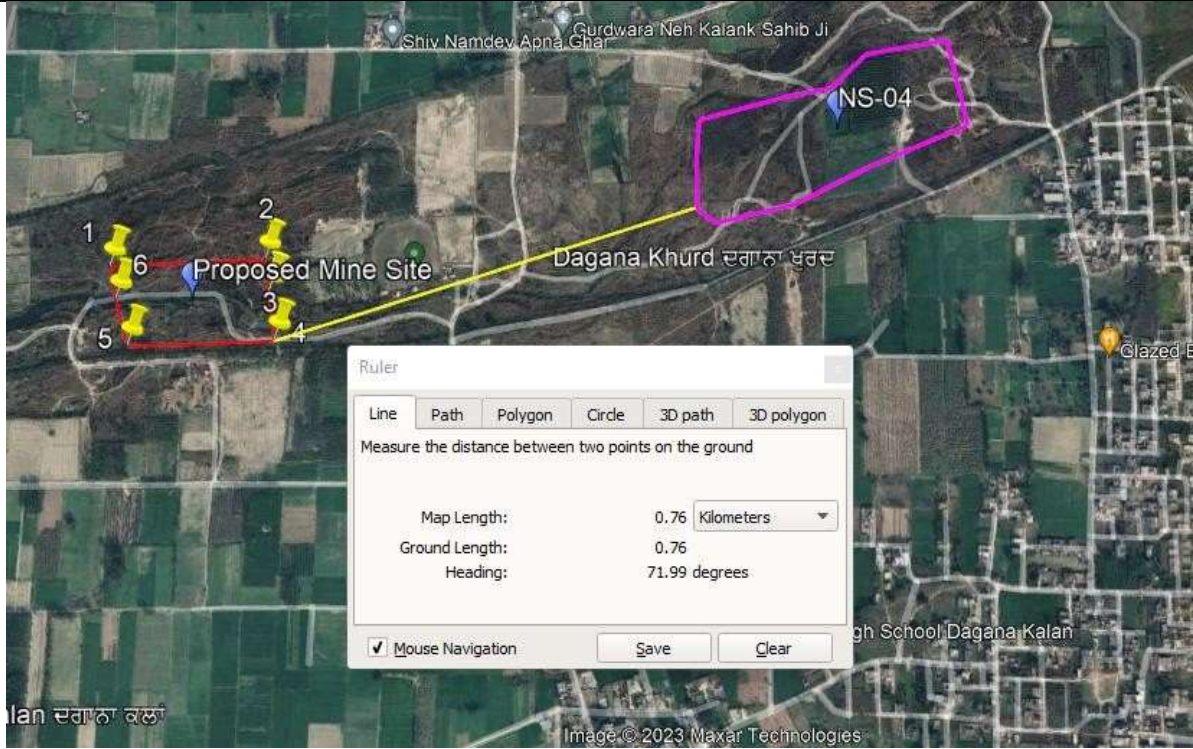 Shiv Namdev Apna Ghar
Gurdwara Neh Kalank Sahib Ji
NS-04
1
2
6
Proposed Mine Site
3
4
5
Dagana Khurd ਦਗਾਨਾ ਖੁਰਦ
Glazed
Ruler
Line Path Polygon Circle 3D path 3D polygon
Measure the distance between two points on the ground
Map Length: 0.76 Kilometers
Ground Length: 0.76
Heading: 71.99 degrees
Mouse Navigation Save Clear
gh School Dagana Kalan
lan ਦਗਾਨਾ ਕਲਾਂ
Image © 2023 Maxar Technologies